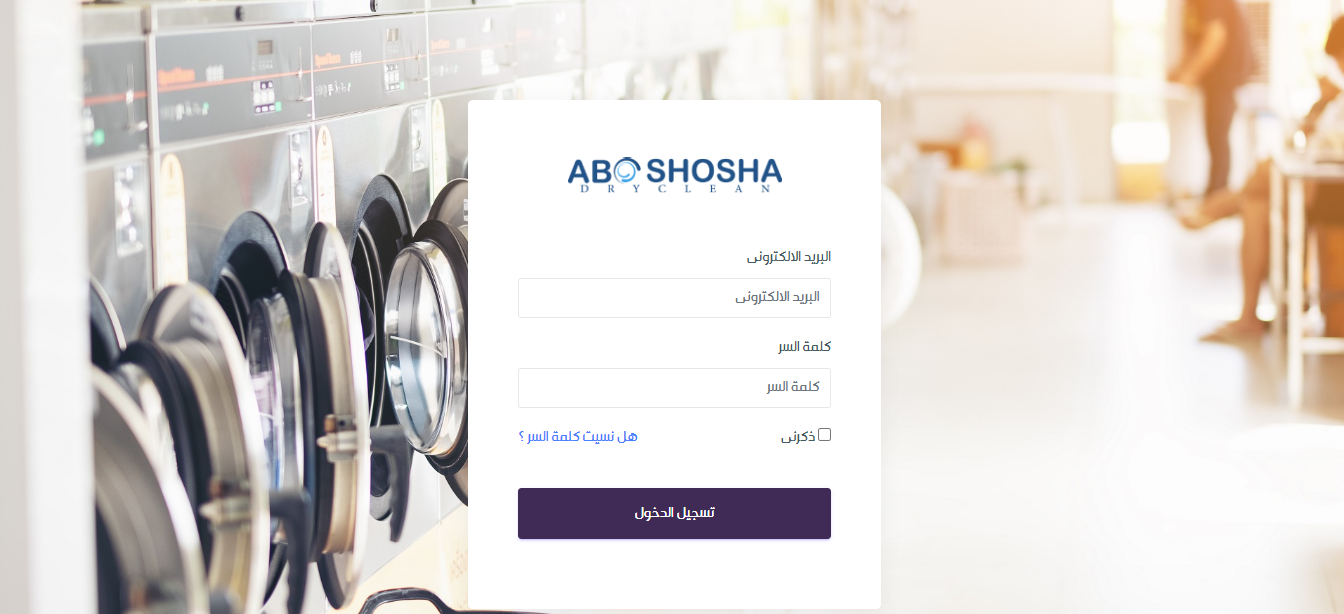 ABO SHOSHA
DRYCLEAN
البريد الالكترونى
البريد الالكترونى
كلمة السر
كلمة السر
ذكرنى
هل نسيت كلمة السر ؟
تسجيل الدخول